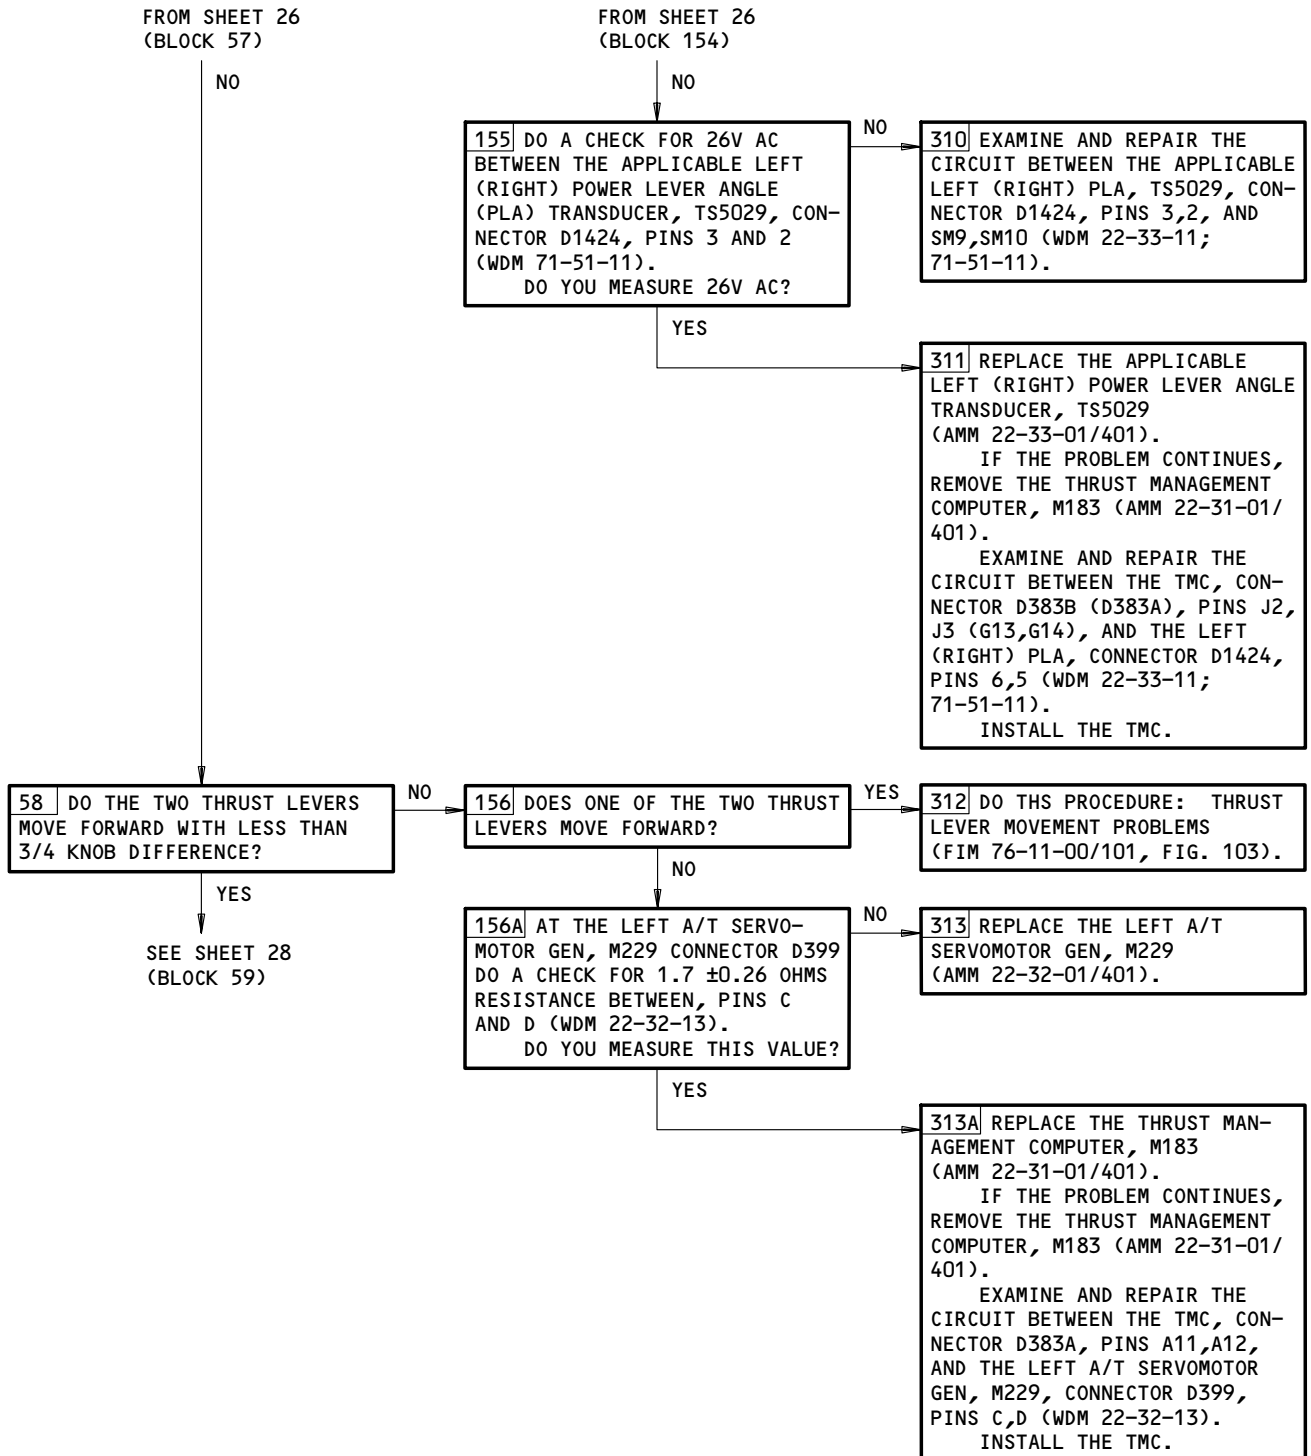 FROM SHEET 26
(BLOCK 57)
NO
FROM SHEET 26
(BLOCK 154)
NO
155 DO A CHECK FOR 26V AC
BETWEEN THE APPLICABLE LEFT
(RIGHT) POWER LEVER ANGLE
(PLA) TRANSDUCER, TS5029, CON-
NECTOR D1424, PINS 3 AND 2
(WDM 71-51-11).
DO YOU MEASURE 26V AC?
NO
310 EXAMINE AND REPAIR THE
CIRCUIT BETWEEN THE APPLICABLE
LEFT (RIGHT) PLA, TS5029, CON-
NECTOR D1424, PINS 3,2, AND
SM9,SM10 (WDM 22-33-11;
71-51-11).
YES
311 REPLACE THE APPLICABLE
LEFT (RIGHT) POWER LEVER ANGLE
TRANSDUCER, TS5029
(AMM 22-33-01/401).
IF THE PROBLEM CONTINUES,
REMOVE THE THRUST MANAGEMENT
COMPUTER, M183 (AMM 22-31-01/
401).
EXAMINE AND REPAIR THE
CIRCUIT BETWEEN THE TMC, CON-
NECTOR D383B (D383A), PINS J2,
J3 (G13,G14), AND THE LEFT
(RIGHT) PLA, CONNECTOR D1424,
PINS 6,5 (WDM 22-33-11;
71-51-11).
INSTALL THE TMC.
58 DO THE TWO THRUST LEVERS
MOVE FORWARD WITH LESS THAN
3/4 KNOB DIFFERENCE?
NO
YES
SEE SHEET 28
(BLOCK 59)
156 DOES ONE OF THE TWO THRUST
LEVERS MOVE FORWARD?
YES
312 DO THS PROCEDURE: THRUST
LEVER MOVEMENT PROBLEMS
(FIM 76-11-00/101, FIG. 103).
NO
156A AT THE LEFT A/T SERVO-
MOTOR GEN, M229 CONNECTOR D399
DO A CHECK FOR 1.7 ±0.26 OHMS
RESISTANCE BETWEEN, PINS C
AND D (WDM 22-32-13).
DO YOU MEASURE THIS VALUE?
NO
313 REPLACE THE LEFT A/T
SERVOMOTOR GEN, M229
(AMM 22-32-01/401).
YES
313A REPLACE THE THRUST MAN-
AGEMENT COMPUTER, M183
(AMM 22-31-01/401).
IF THE PROBLEM CONTINUES,
REMOVE THE THRUST MANAGEMENT
COMPUTER, M183 (AMM 22-31-01/
401).
EXAMINE AND REPAIR THE
CIRCUIT BETWEEN THE TMC, CON-
NECTOR D383A, PINS A11,A12,
AND THE LEFT A/T SERVOMOTOR
GEN, M229, CONNECTOR D399,
PINS C,D (WDM 22-32-13).
INSTALL THE TMC.